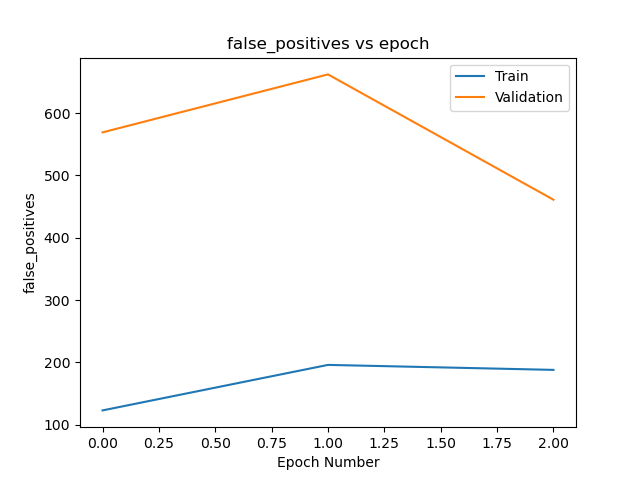 false_positives vs epoch
Train
Validation
600
500
400
300
200
100
false_positives
0.00 0.25 0.50 0.75 1.00 1.25 1.50 1.75 2.00
Epoch Number